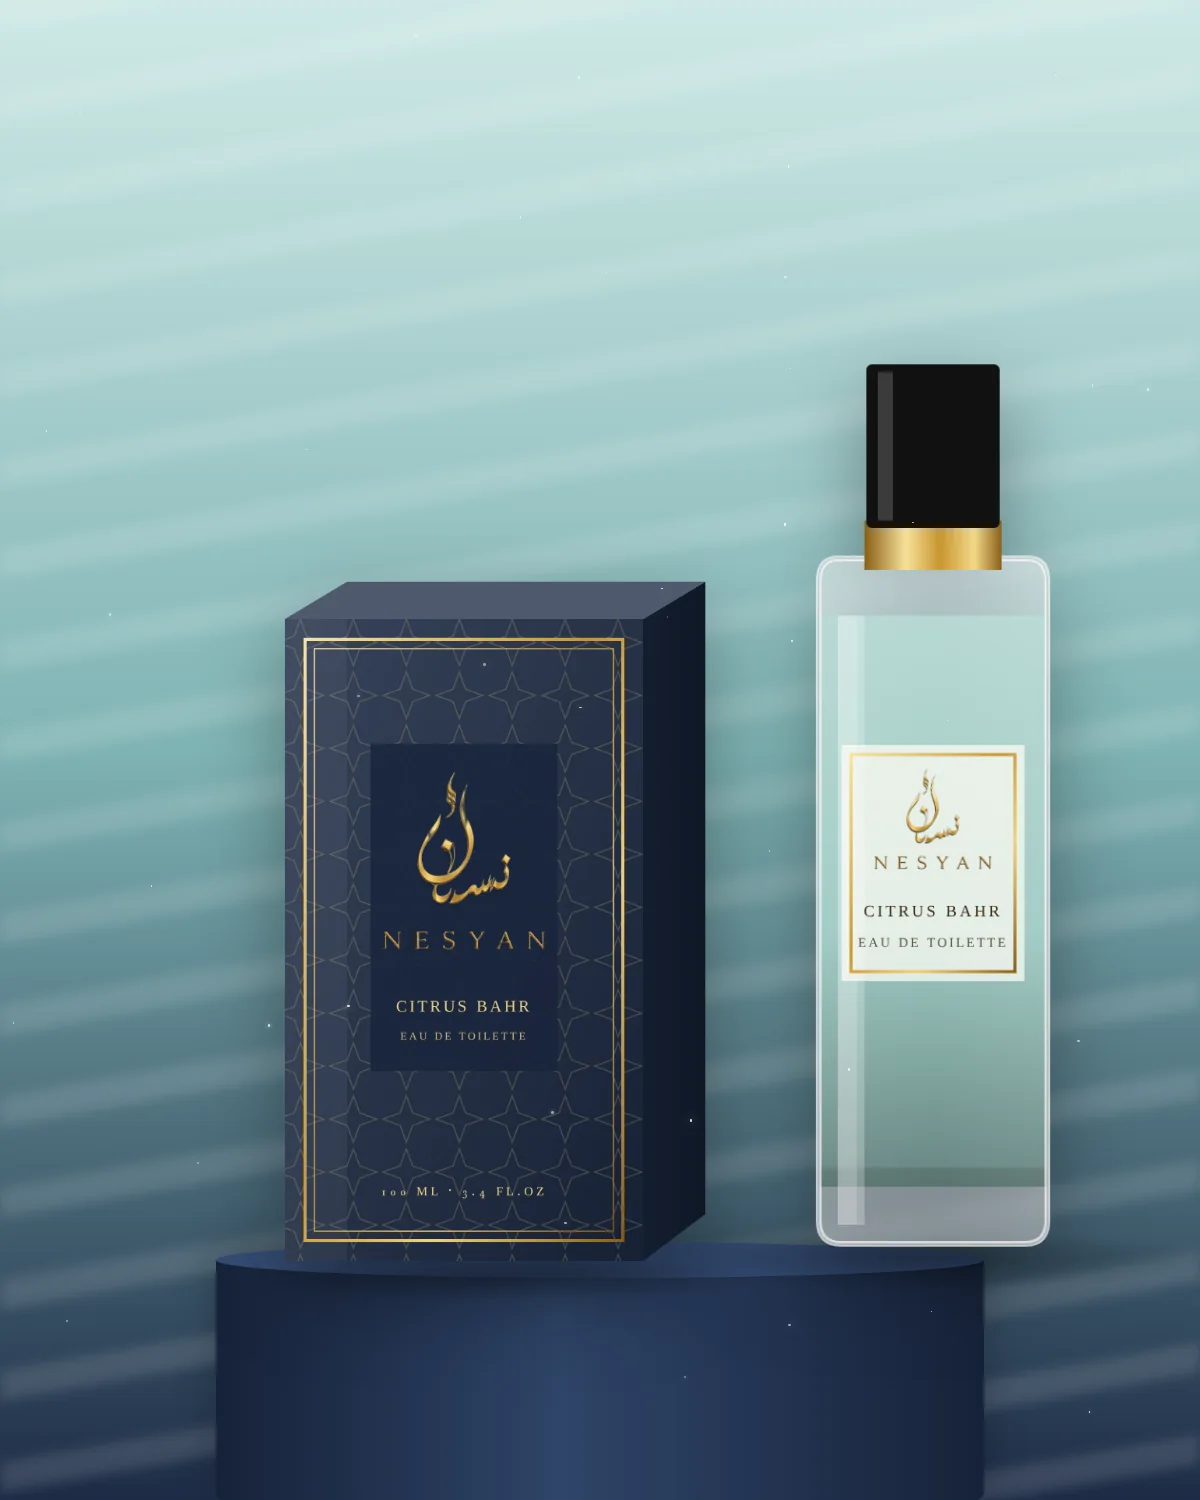 نسيان
NESYAN
CITRUS BAHR
EAU DE TOILETTE
100 ML · 3.4 FL.OZ
نسيان
NESYAN
CITRUS BAHR
EAU DE TOILETTE